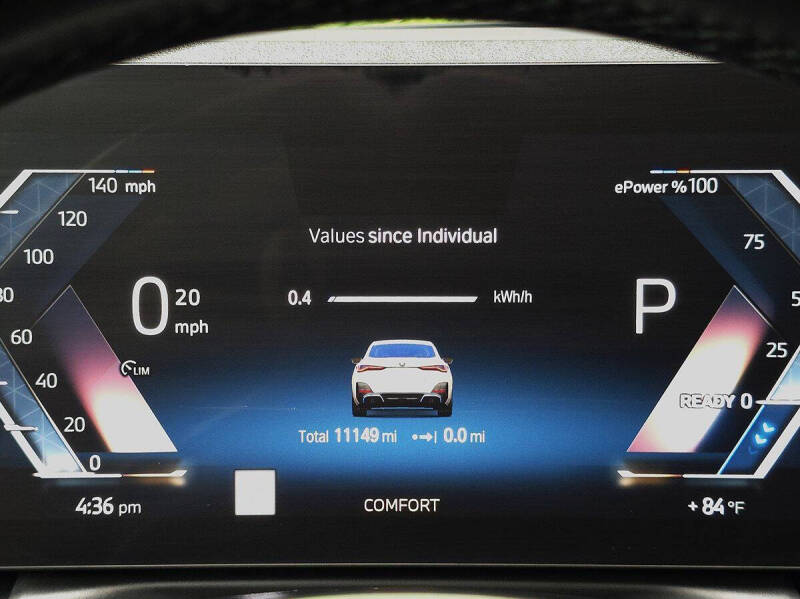 140 mph
120
100
80
60
40
20
0
0 20 mph
LIM
Values since Individual
0.4 kWh/h
Total 11149 mi 0.0 mi
ePower % 100
75
P
25
READY 0
4:36 pm
COMFORT
+84 °F